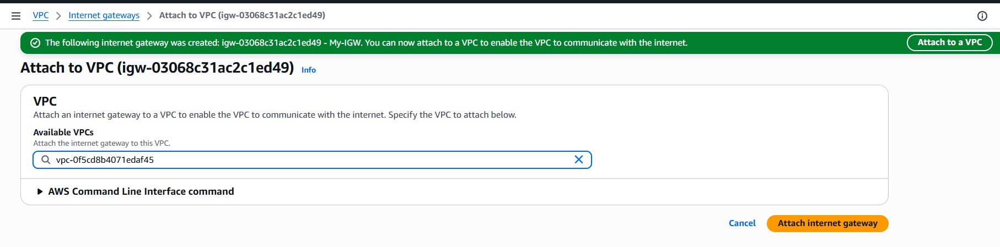 VPC > Internet gateways > Attach to VPC (igw-03068c31ac2c1ed49)
The following internet gateway was created: igw-03068c31ac2c1ed49 - My-IGW. You can now attach to a VPC to enable the VPC to communicate with the internet. Attach to a VPC
Attach to VPC (igw-03068c31ac2c1ed49) Info
VPC
Attach an internet gateway to a VPC to enable the VPC to communicate with the internet. Specify the VPC to attach below.
Available VPCs
Attach the internet gateway to this VPC.
vpc-0f5cd8b4071edaf45
AWS Command Line Interface command
Cancel Attach internet gateway